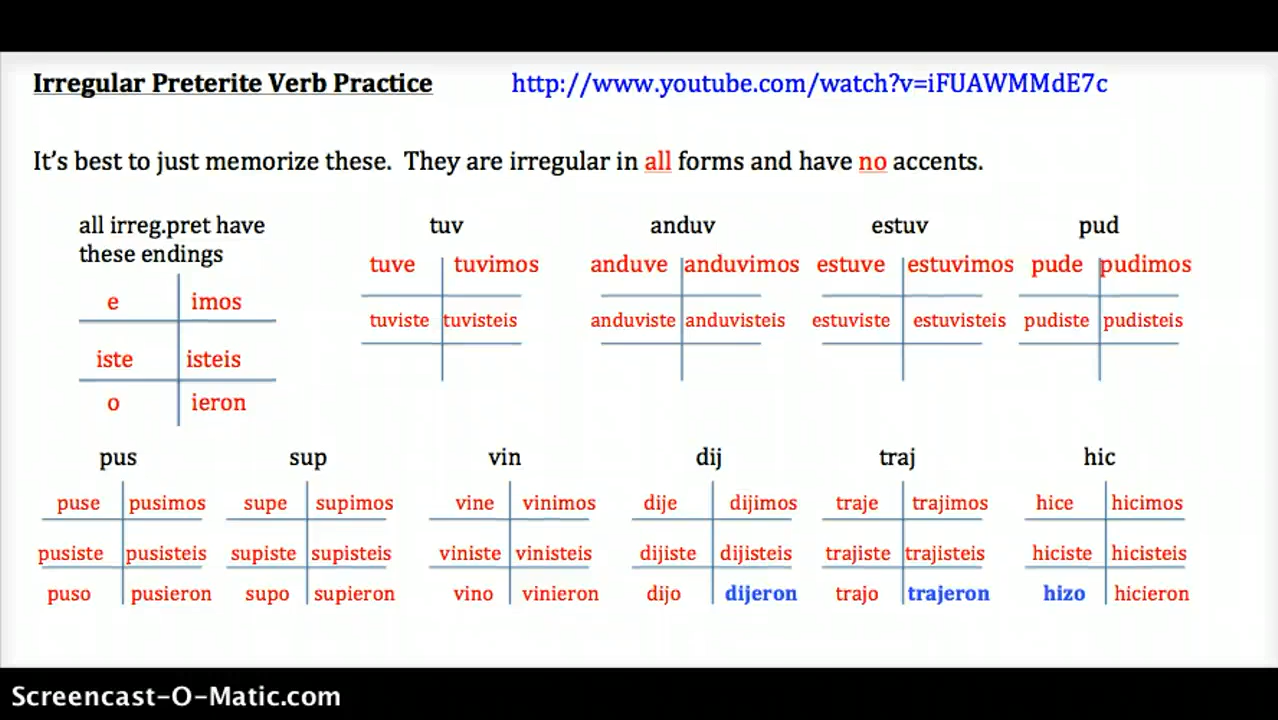 Irregular Preterite Verb Practice http://www.youtube.com/watch?v=iFUAWMMdE7c
It's best to just memorize these. They are irregular in all forms and have no accents.
all irreg.pret have
these endings
e imos
iste isteis
o ieron
tuv
tuve tuvimos
tuviste tuvisteis
anduv
anduve anduvimos
anduviste anduvisteis
estuv
estuve estuvimos
estuviste estuvisteis
pud
pude pudimos
pudiste pudisteis
pus
puse pusimos
pusiste pusisteis
puso pusieron
sup
supe supimos
supiste supisteis
supo supieron
vin
vine vinimos
viniste vinisteis
vino vinieron
dij
dije dijimos
dijiste dijisteis
dijo dijeron
traj
traje trajimos
trajiste trajisteis
trajo trajeron
hic
hice hicimos
hiciste hicisteis
hizo hicieron
Screencast-O-Matic.com